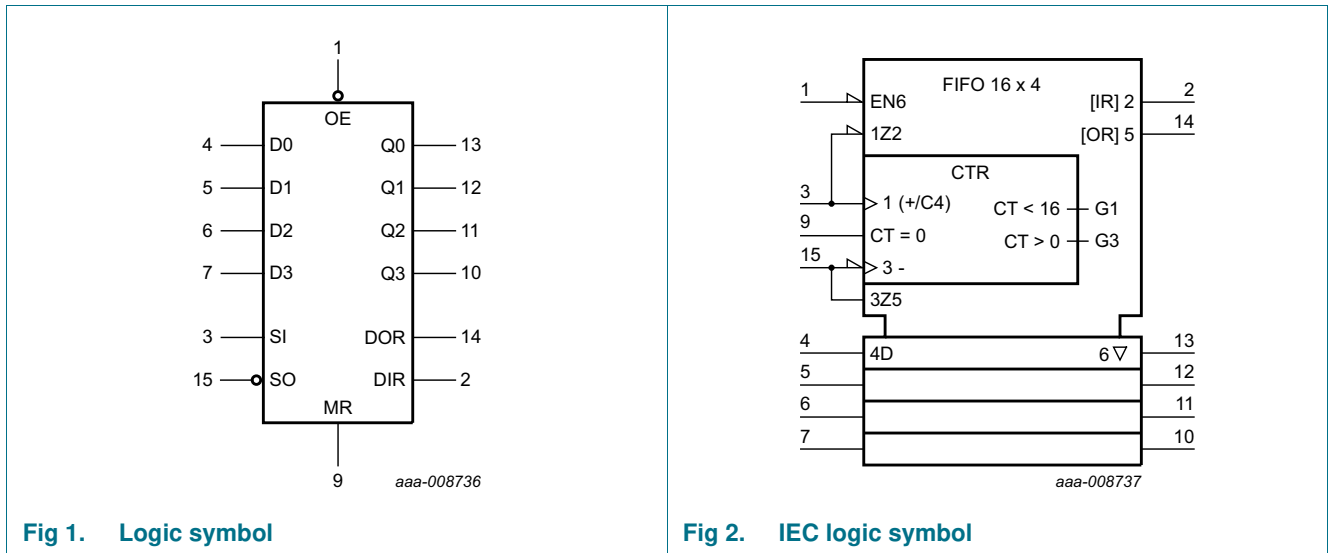 1
OE
4 D0 Q0 13
5 D1 Q1 12
6 D2 Q2 11
7 D3 Q3 10
3 SI DOR 14
15 SO DIR 2
MR
9
aaa-008736
Fig 1. Logic symbol
FIFO 16 x 4
1 EN6 [IR] 2 2
1Z2 [OR] 5 14
CTR
3 1 (+/C4) CT < 16 G1
9 CT = 0 CT > 0 G3
15 3 -
3Z5
4 4D 6 ▽ 13
5 12
6 11
7 10
aaa-008737
Fig 2. IEC logic symbol